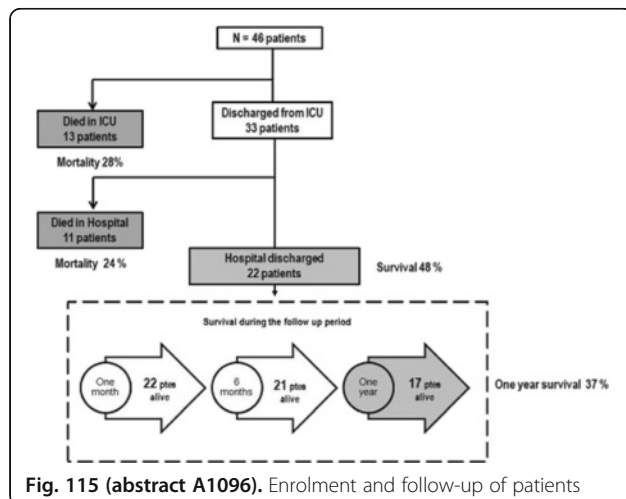 N = 46 patients
Died in ICU
13 patients
Discharged from ICU
33 patients
Mortality 28%
Died in Hospital
11 patients
Mortality 24 %
Hospital discharged
22 patients
Survival 48 %
Survival during the follow up period
One
month
22 ptos
alive
6
months
21 ptos
alive
One
year
17 ptos
alive
One year survival 37 %
Fig. 115 (abstract A1096). Enrolment and follow-up of patients